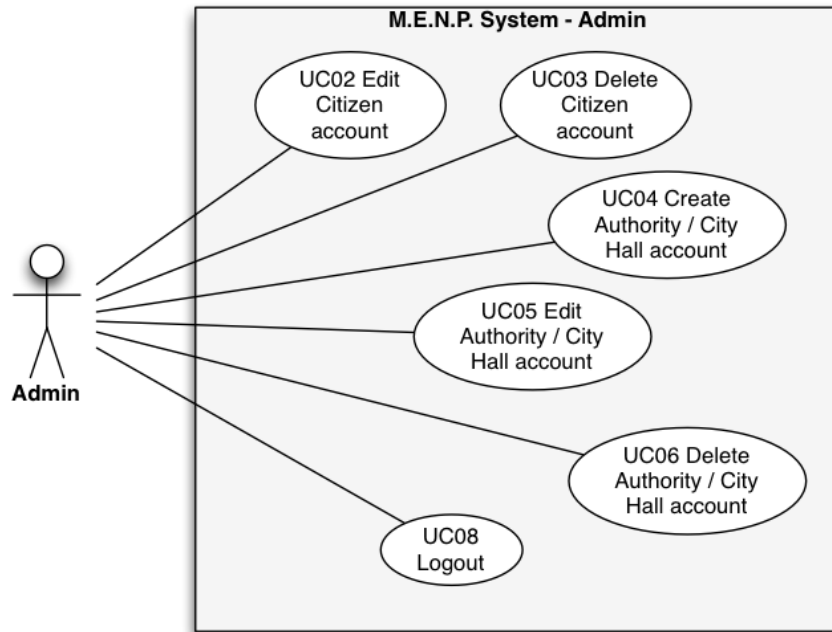 M.E.N.P. System - Admin
UC02 Edit
Citizen
account
UC03 Delete
Citizen
account
UC04 Create
Authority / City
Hall account
UC05 Edit
Authority / City
Hall account
Admin
UC06 Delete
Authority / City
Hall account
UC08
Logout